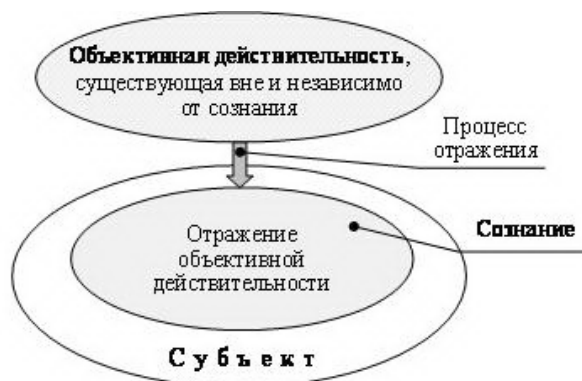 Объективная действительность,
существующая вне и независимо
от сознания
Процесс
отражения
Отражение
объективной
действительности
Сознание
Субъект